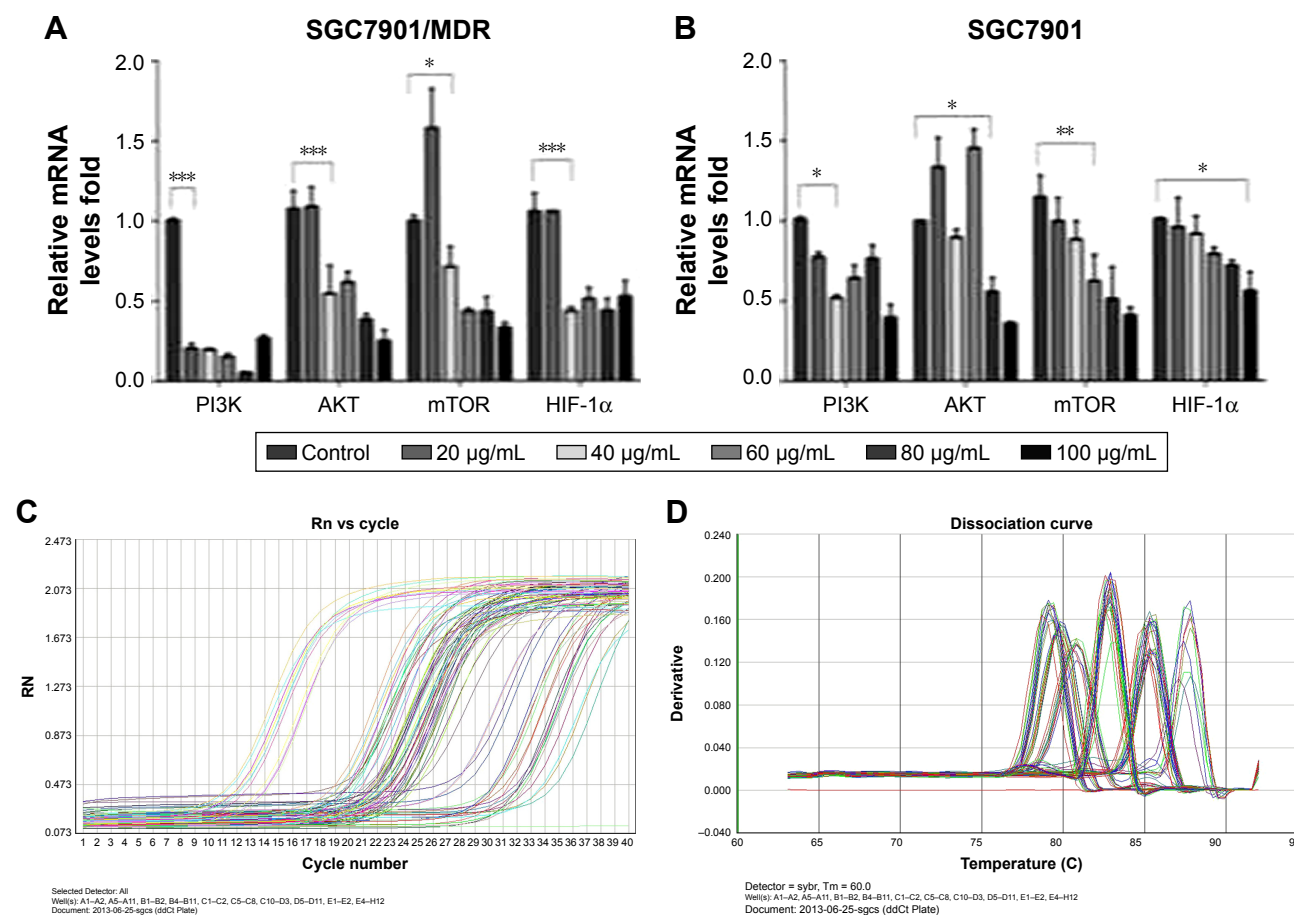 A
SGC7901/MDR
Relative mRNA
levels fold
2.0
1.5
1.0
0.5
0.0
***
***
*
***
PI3K
AKT
mTOR
HIF-1α
B
SGC7901
Relative mRNA
levels fold
2.0
1.5
1.0
0.5
0.0
*
*
**
*
PI3K
AKT
mTOR
HIF-1α
Control
20 µg/mL
40 µg/mL
60 µg/mL
80 µg/mL
100 µg/mL
C
Rn vs cycle
RN
2.473
2.073
1.673
1.273
0.873
0.473
0.073
1 2 3 4 5 6 7 8 9 10 11 12 13 14 15 16 17 18 19 20 21 22 23 24 25 26 27 28 29 30 31 32 33 34 35 36 37 38 39 40
Cycle number
Selected Detector: All
Well(s): A1–A2, A5–A11, B1–B2, B4–B11, C1–C2, C5–C8, C10–D3, D5–D11, E1–E2, E4–H12
Document: 2013-06-25-sgcs (ddCt Plate)
D
Dissociation curve
Derivative
0.240
0.200
0.160
0.120
0.080
0.040
0.000
–0.040
60 65 70 75 80 85 90 9
Temperature (C)
Detector = sybr, Tm = 60.0
Well(s): A1–A2, A5–A11, B1–B2, B4–B11, C1–C2, C5–C8, C10–D3, D5–D11, E1–E2, E4–H12
Document: 2013-06-25-sgcs (ddCt Plate)